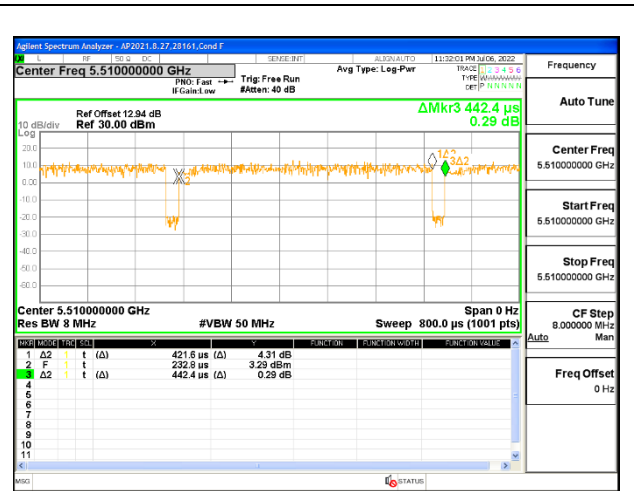 Agilent Spectrum Analyzer - AP2021.8.27,28161,Cond F
L RF 50 Ω DC SENSE:INT ALIGNAUTO 11:32:01 PM Jul 06, 2022
Center Freq 5.510000000 GHz
PNO: Fast
IFGain:Low
Trig: Free Run
#Atten: 40 dB
Avg Type: Log-Pwr
TRACE 1 2 3 4 5 6
TYPE
DET P N N N N N
Ref Offset 12.94 dB
Ref 30.00 dBm
10 dB/div
Log
ΔMkr3 442.4 µs
0.29 dB
20.0
10.0
0.00
-10.0
-20.0
-30.0
-40.0
-50.0
-60.0
1Δ2
3Δ2
2
Center 5.510000000 GHz Span 0 Hz
Res BW 8 MHz #VBW 50 MHz Sweep 800.0 µs (1001 pts)
MKR MODE TRC SCL X Y FUNCTION FUNCTION WIDTH FUNCTION VALUE
1 Δ2 1 t (Δ) 421.6 µs (Δ) 4.31 dB
2 F 1 t 232.8 µs 3.29 dBm
3 Δ2 1 t (Δ) 442.4 µs (Δ) 0.29 dB
4
5
6
7
8
9
10
11
MSG STATUS
Frequency
Auto Tune
Center Freq
5.510000000 GHz
Start Freq
5.510000000 GHz
Stop Freq
5.510000000 GHz
CF Step
8.000000 MHz
Auto Man
Freq Offset
0 Hz